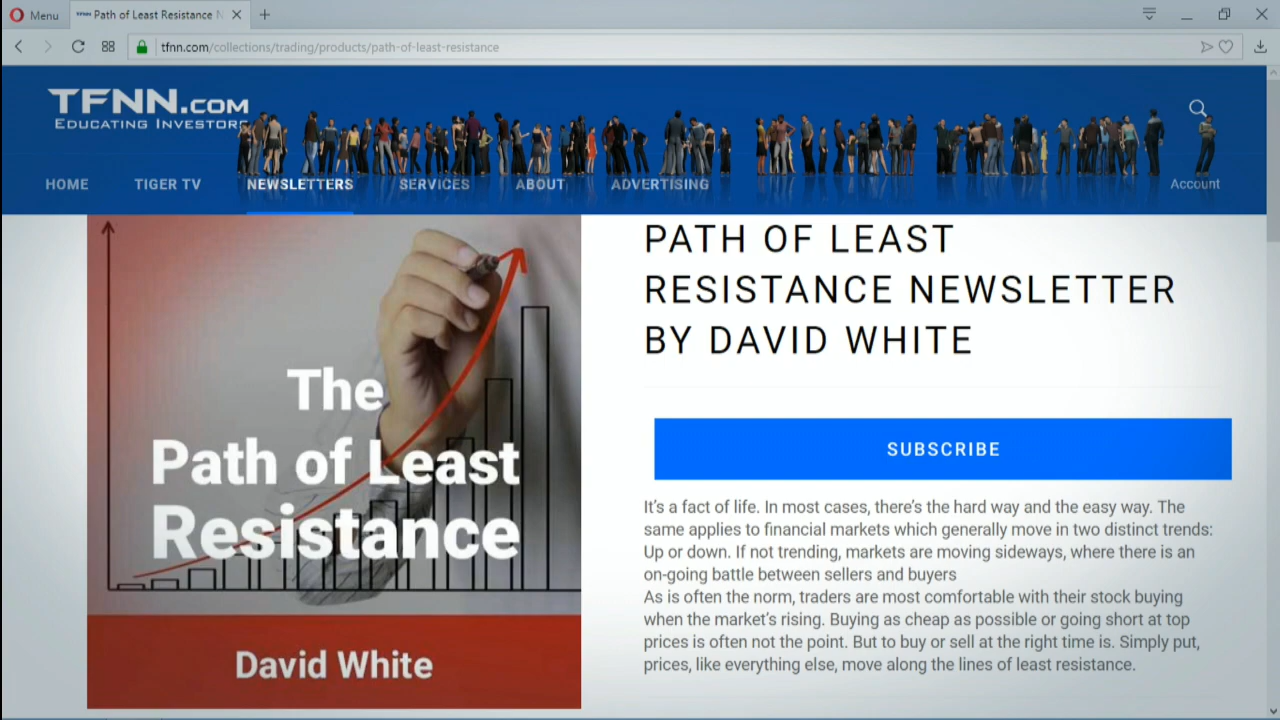 Menu
Path of Least Resistance N
tfnn.com/collections/trading/products/path-of-least-resistance
TFNN.COM
EDUCATING INVESTORS
HOME
TIGER TV
NEWSLETTERS
SERVICES
ABOUT
ADVERTISING
Account
The
Path of Least
Resistance
David White
PATH OF LEAST
RESISTANCE NEWSLETTER
BY DAVID WHITE
SUBSCRIBE
It's a fact of life. In most cases, there's the hard way and the easy way. The
same applies to financial markets which generally move in two distinct trends:
Up or down. If not trending, markets are moving sideways, where there is an
on-going battle between sellers and buyers
As is often the norm, traders are most comfortable with their stock buying
when the market's rising. Buying as cheap as possible or going short at top
prices is often not the point. But to buy or sell at the right time is. Simply put,
prices, like everything else, move along the lines of least resistance.